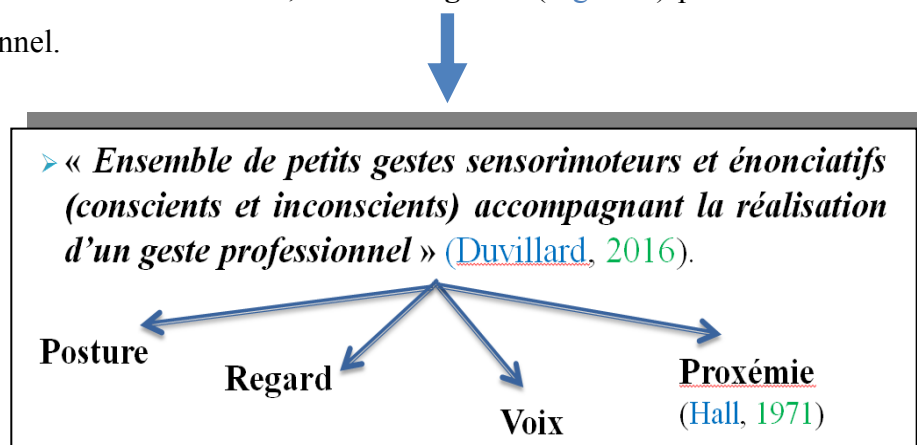 nnel.
➢ « Ensemble de petits gestes sensorimoteurs et énonciatifs
(conscients et inconscients) accompagnant la réalisation
d’un geste professionnel » (Duvillard, 2016).
Posture
Regard
Voix
Proxémie
(Hall, 1971)